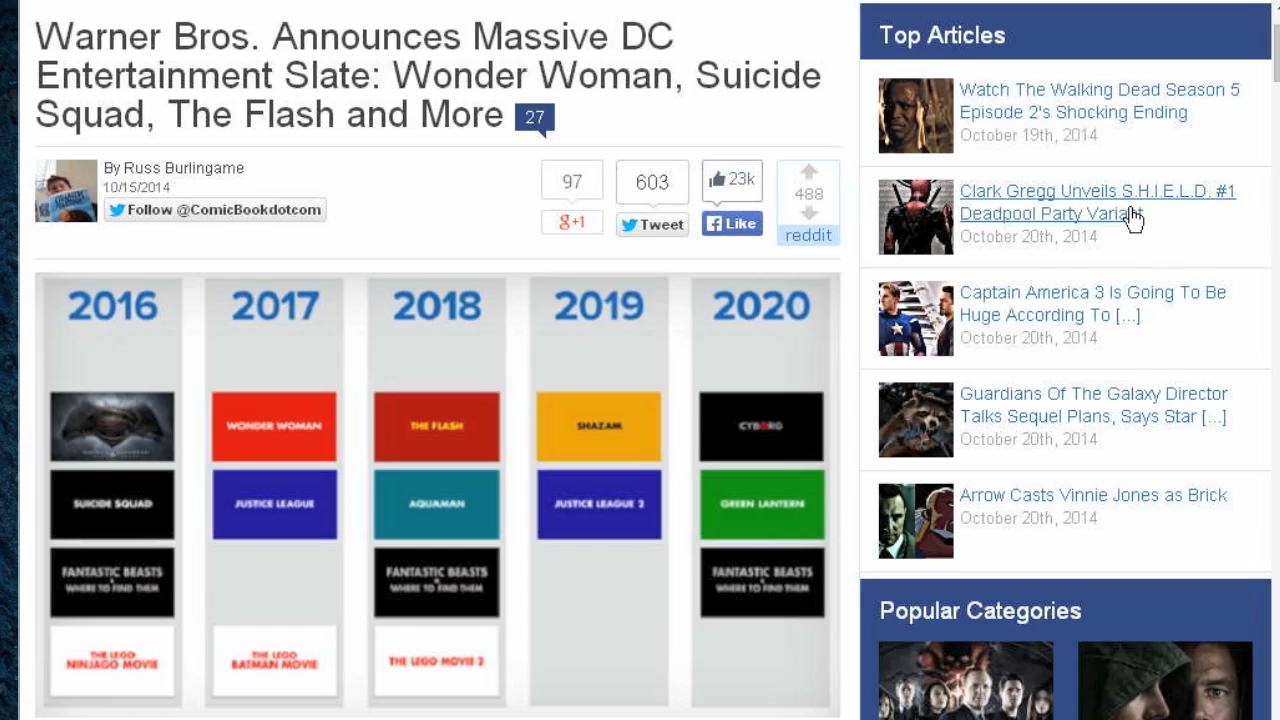 Warner Bros. Announces Massive DC
Entertainment Slate: Wonder Woman, Suicide
Squad, The Flash and More 27
By Russ Burlingame
10/15/2014
Follow @ComicBookdotcom
97
603
23k
488
g+1
Tweet
Like
reddit
2016 2017 2018 2019 2020
WONDER WOMAN THE FLASH SHAZAM CYBORG
SUICIDE SQUAD JUSTICE LEAGUE AQUAMAN JUSTICE LEAGUE 2 GREEN LANTERN
FANTASTIC BEASTS FANTASTIC BEASTS FANTASTIC BEASTS
WHERE TO FIND THEM WHERE TO FIND THEM WHERE TO FIND THEM
THE LEGO THE LEGO THE LEGO MOVIE 2
NINJAGO MOVIE BATMAN MOVIE
Top Articles
Watch The Walking Dead Season 5
Episode 2's Shocking Ending
October 19th, 2014
Clark Gregg Unveils S.H.I.E.L.D. #1
Deadpool Party Variant
October 20th, 2014
Captain America 3 Is Going To Be
Huge According To [...]
October 20th, 2014
Guardians Of The Galaxy Director
Talks Sequel Plans, Says Star [...]
October 20th, 2014
Arrow Casts Vinnie Jones as Brick
October 20th, 2014
Popular Categories